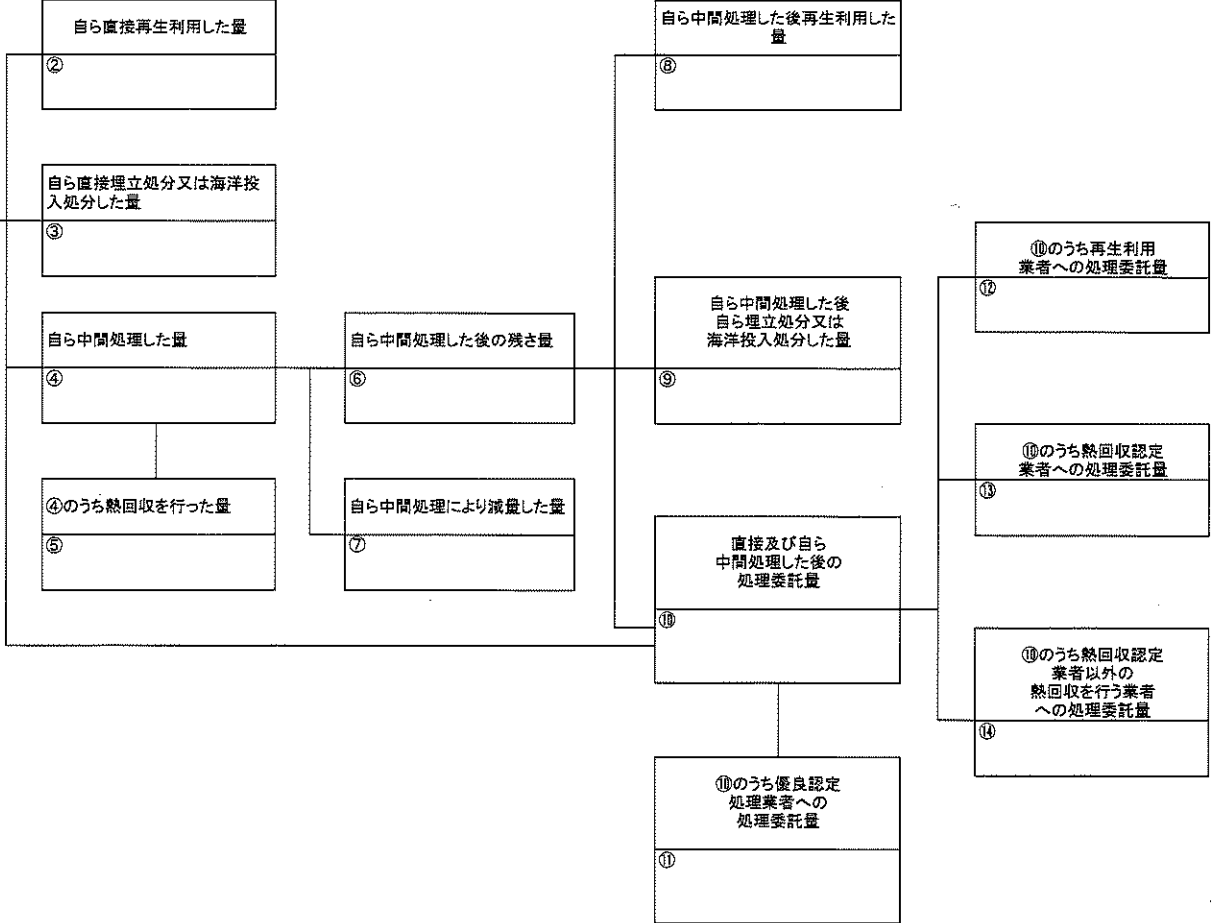 自ら直接再生利用した量
②
自ら直接埋立処分又は海洋投
入処分した量
③
自ら中間処理した量
④
④のうち熱回収を行った量
⑤
自ら中間処理した後の残さ量
⑥
自ら中間処理により減量した量
⑦
自ら中間処理した後再生利用した
量
⑧
自ら中間処理した後
自ら埋立処分又は
海洋投入処分した量
⑨
直接及び自ら
中間処理した後の
処理委託量
⑩
⑩のうち優良認定
処理業者への
処理委託量
⑪
⑩のうち再生利用
業者への処理委託量
⑫
⑩のうち熱回収認定
業者への処理委託量
⑬
⑩のうち熱回収認定
業者以外の
熱回収を行う業者
への処理委託量
⑭